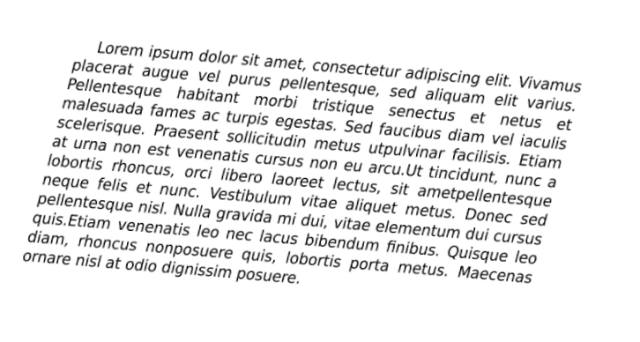 Lorem ipsum dolor sit amet, consectetur adipiscing elit. Vivamus
placerat augue vel purus pellentesque, sed aliquam elit varius.
Pellentesque habitant morbi tristique senectus et netus et
malesuada fames ac turpis egestas. Sed faucibus diam vel iaculis
scelerisque. Praesent sollicitudin metus utpulvinar facilisis. Etiam
at urna non est venenatis cursus non eu arcu.Ut tincidunt, nunc a
lobortis rhoncus, orci libero laoreet lectus, sit ametpellentesque
neque felis et nunc. Vestibulum vitae aliquet metus. Donec sed
pellentesque nisl. Nulla gravida mi dui, vitae elementum dui cursus
quis.Etiam venenatis leo nec lacus bibendum finibus. Quisque leo
diam, rhoncus nonposuere quis, lobortis porta metus. Maecenas
ornare nisl at odio dignissim posuere.